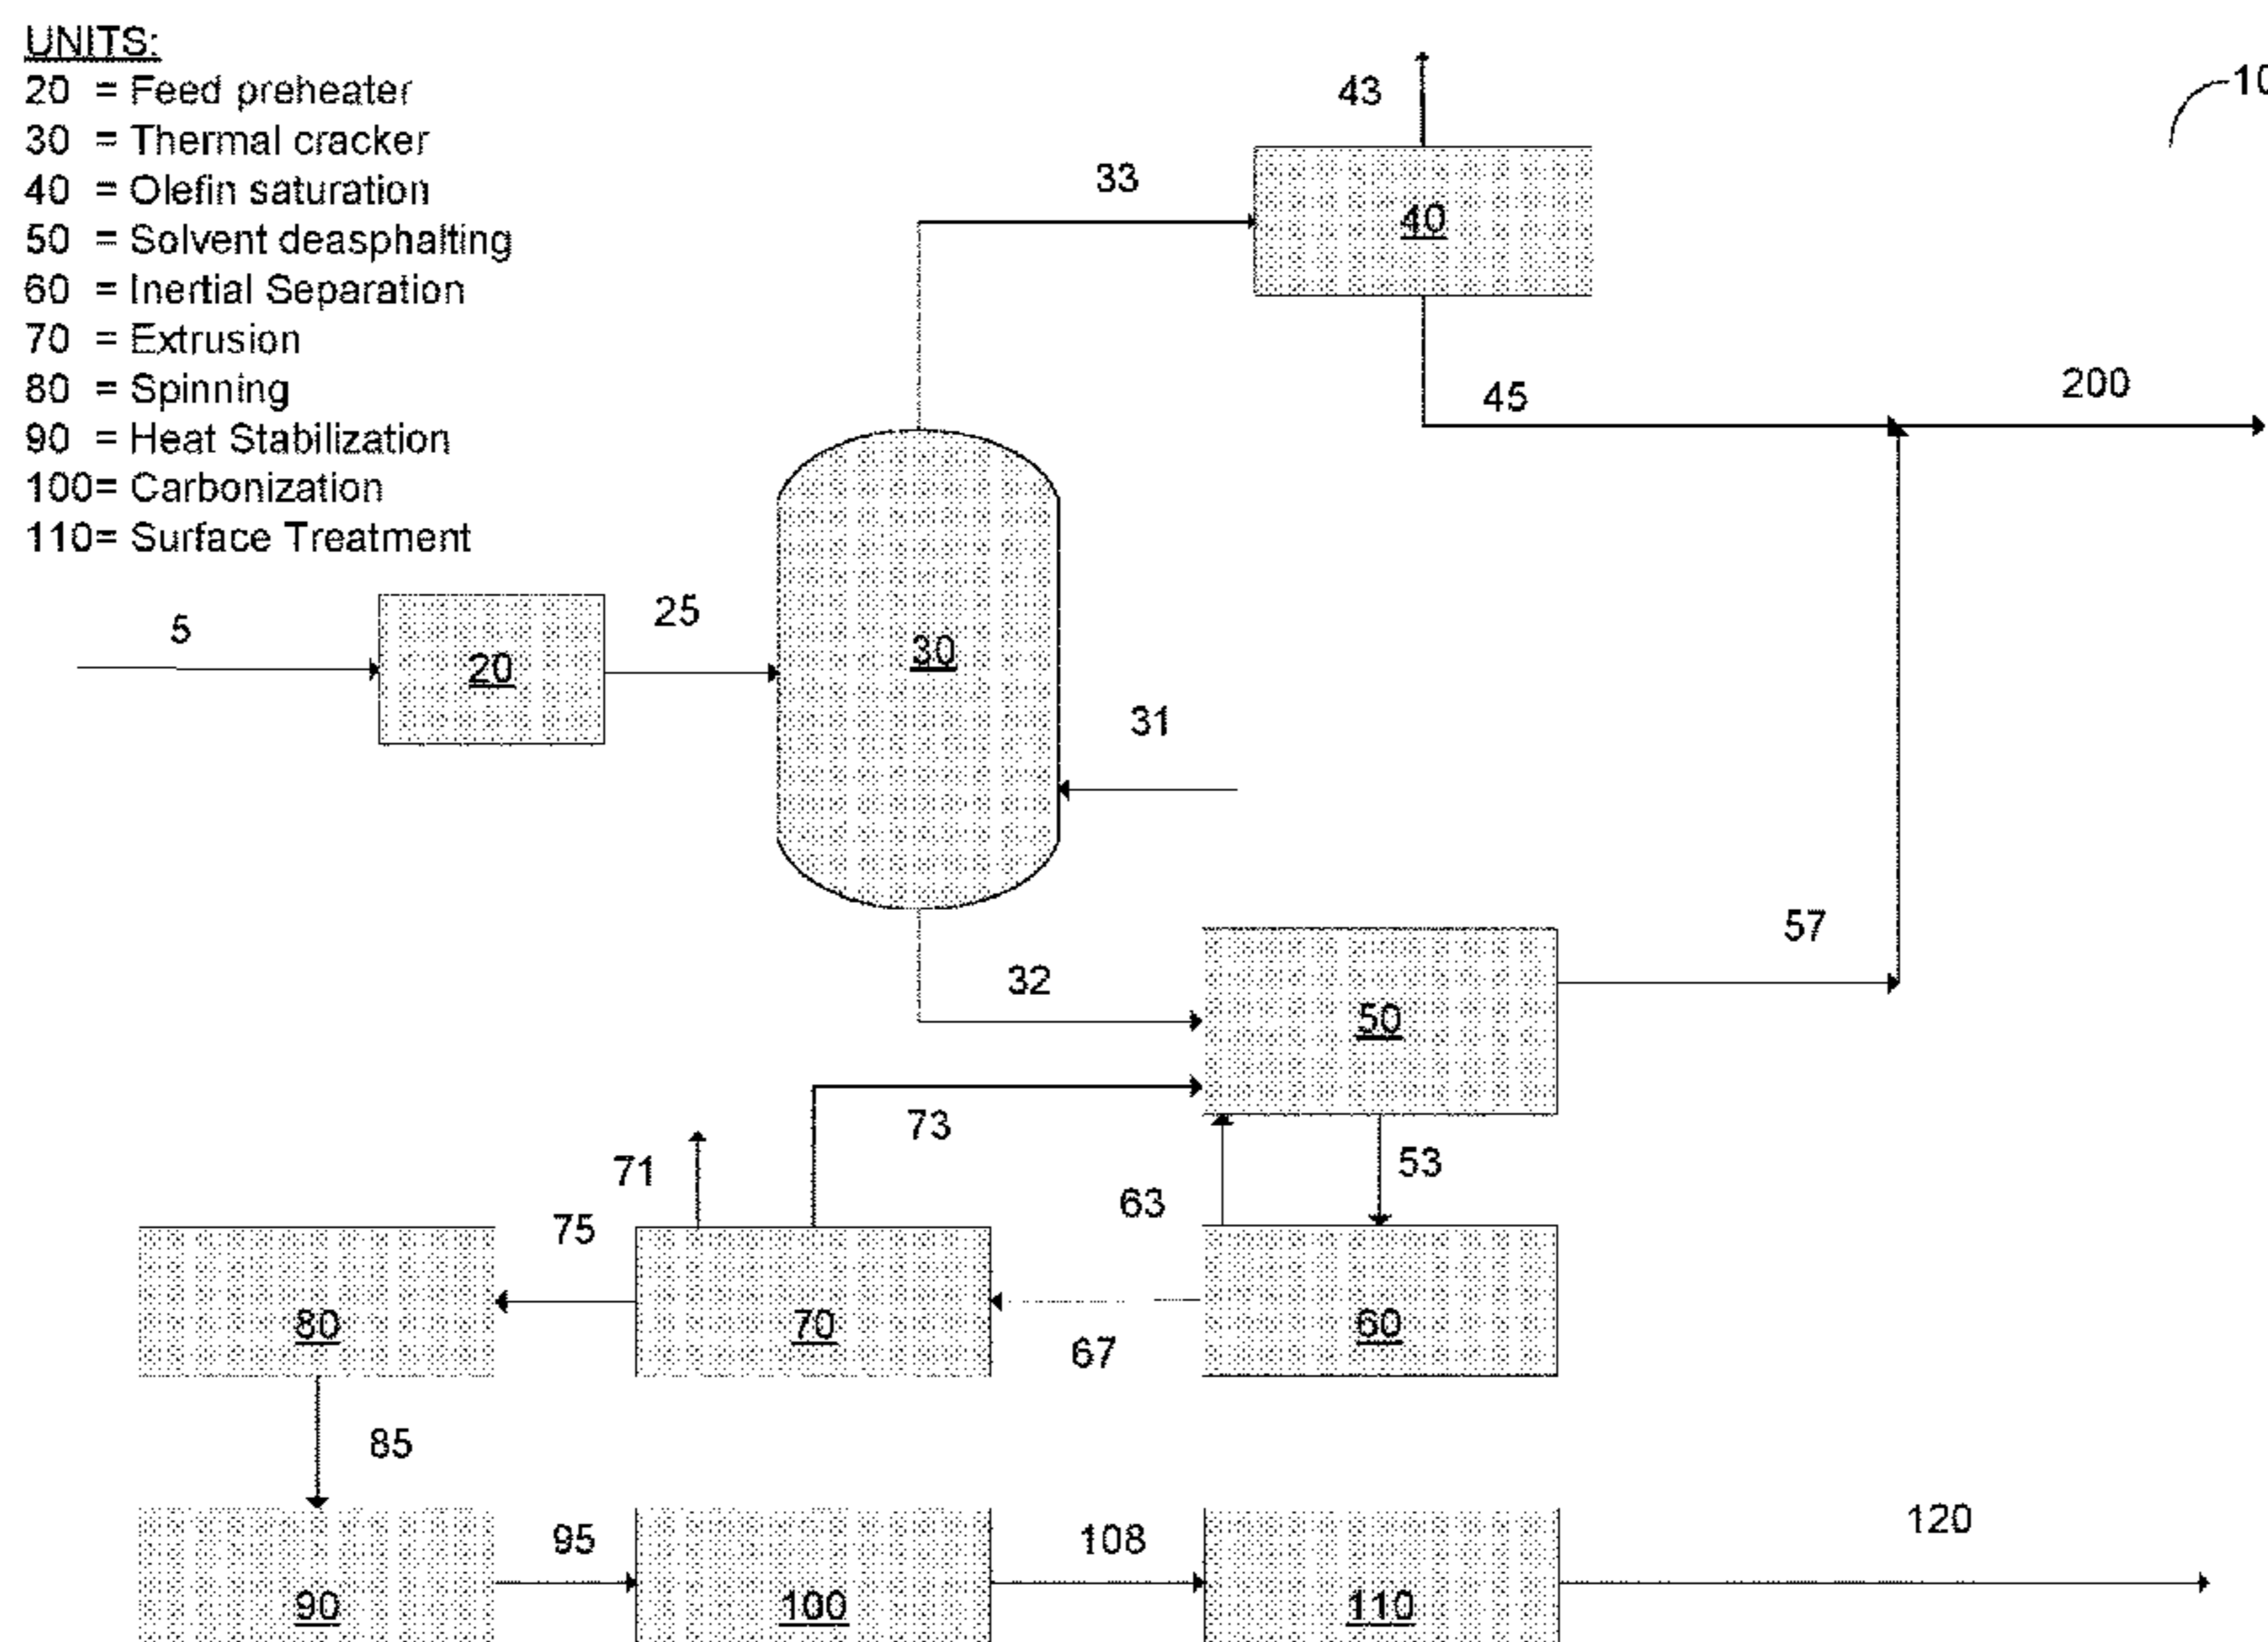 UNITS:
20 = Feed preheater
30 = Thermal cracker
40 = Olefin saturation
50 = Solvent deasphalting
60 = Inertial Separation
70 = Extrusion
80 = Spinning
90 = Heat Stabilization
100= Carbonization
110= Surface Treatment
10
43
33
40
45
200
5
20
25
30
31
32
50
57
73
53
71
63
75
80
70
67
60
85
95
108
120
90
100
110